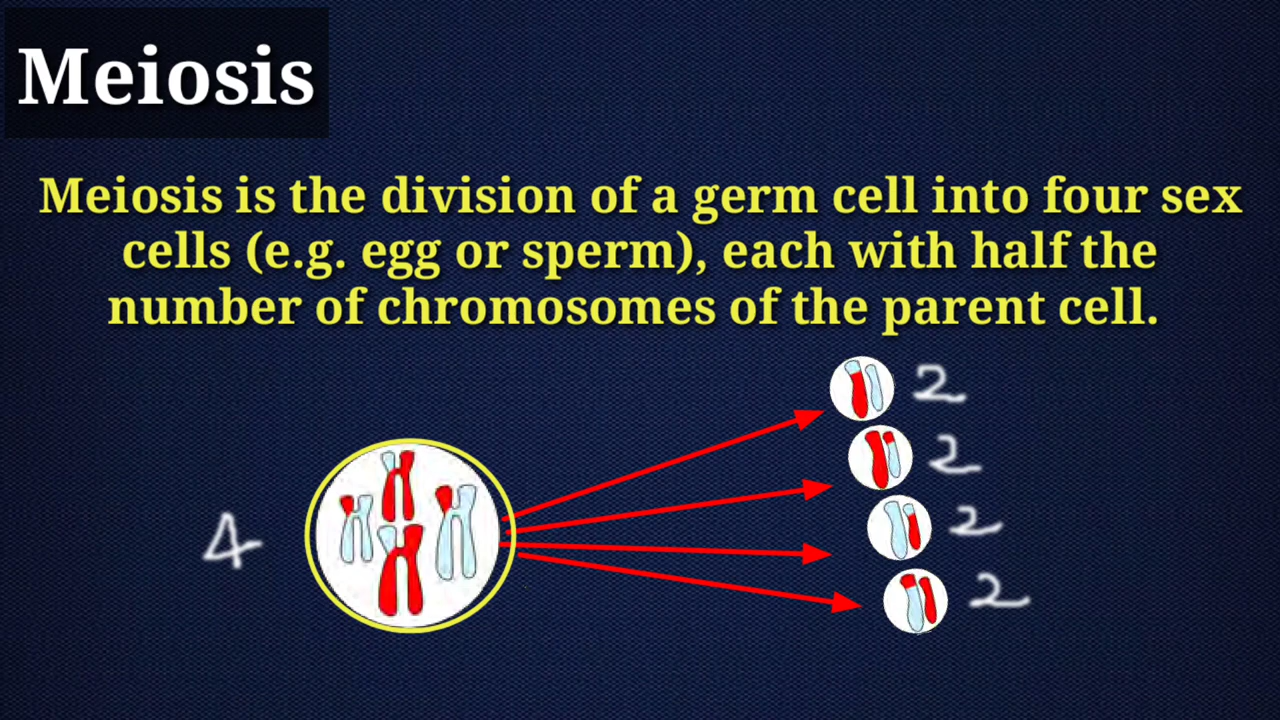 Meiosis
Meiosis is the division of a germ cell into four sex
cells (e.g. egg or sperm), each with half the
number of chromosomes of the parent cell.
2
2
4
2
2